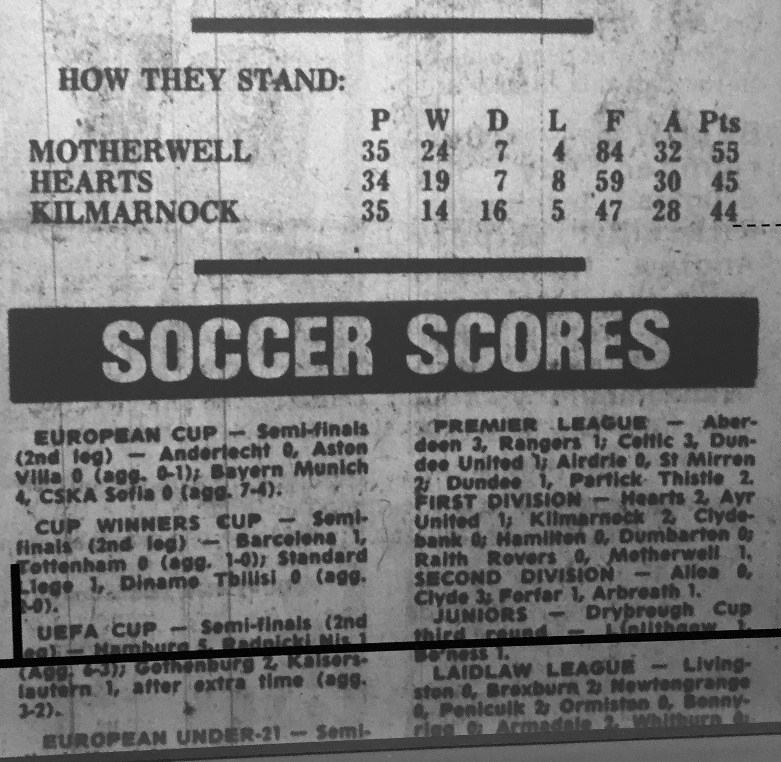 HOW THEY STAND:
P W D L F A Pts
MOTHERWELL 35 24 7 4 84 32 55
HEARTS 34 19 7 8 59 30 45
KILMARNOCK 35 14 16 5 47 28 44
SOCCER SCORES
EUROPEAN CUP — Semi-finals
(2nd leg) — Anderlecht 0, Aston
Villa 0 (agg. 0-1); Bayern Munich
4, CSKA Sofia 0 (agg. 7-4).
CUP WINNERS CUP — Semi-
finals (2nd leg) — Barcelona 1,
Tottenham 0 (agg. 1-0); Standard
Liege 1, Dinamo Tbilisi 0 (agg.
2-0).
UEFA CUP — Semi-finals (2nd
leg) — Hamburg 5, Radnicki Nis 1
(Agg. 6-3); Gothenburg 2, Kaisers-
lautern 1, after extra time (agg.
3-2).
EUROPEAN UNDER-21 — Semi-
PREMIER LEAGUE — Aber-
deen 3, Rangers 1; Celtic 3, Dun-
dee United 1; Airdrie 0, St Mirren
2; Dundee 1, Partick Thistle 2.
FIRST DIVISION — Hearts 2, Ayr
United 1; Kilmarnock 2, Clyde-
bank 0; Hamilton 0, Dumbarton 0;
Raith Rovers 0, Motherwell 1.
SECOND DIVISION — Alloa 0,
Clyde 3; Forfar 1, Arbroath 1.
JUNIORS — Drybrough Cup
third round — Linlithgow 1,
Bo'ness 1.
LAIDLAW LEAGUE — Living-
ston 0, Broxburn 2; Newtongrange
0, Penicuik 2; Ormiston 0, Bonny-
rigg 0; Armadale 2, Whitburn 0;